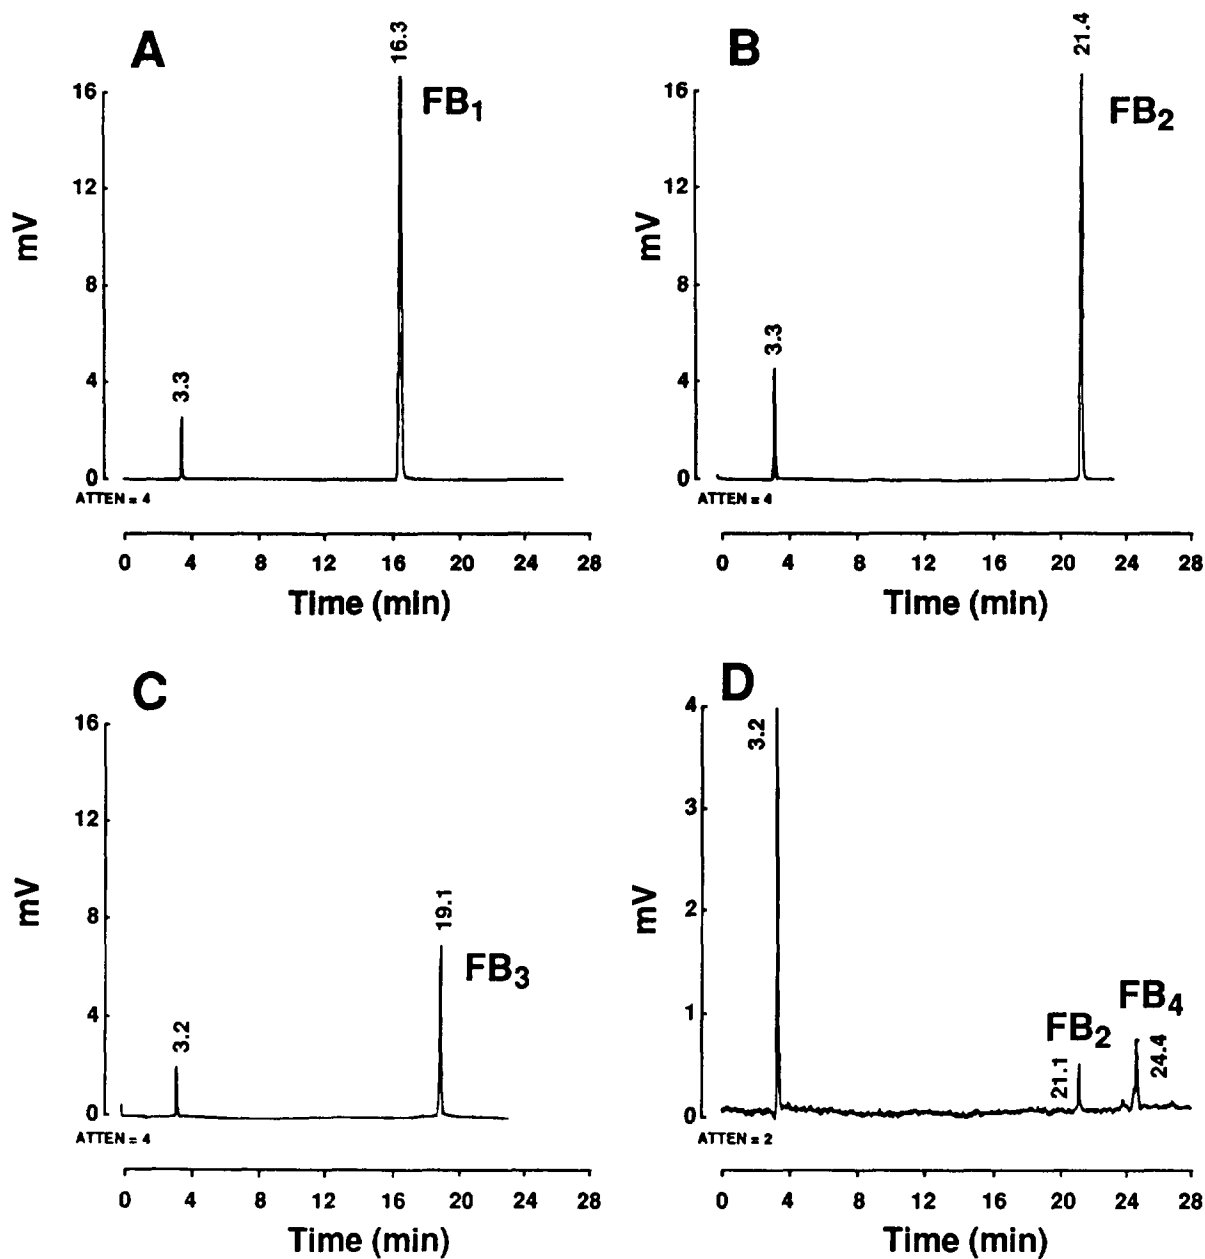 A
16.3
FB1
16
12
8
4
0
mV
3.3
ATTEN = 4
0 4 8 12 16 20 24 28
Time (min)
B
21.4
FB2
16
12
8
4
0
mV
3.3
ATTEN = 4
0 4 8 12 16 20 24 28
Time (min)
C
16
12
8
4
0
mV
3.2
19.1
FB3
ATTEN = 4
0 4 8 12 16 20 24 28
Time (min)
D
4
3
2
1
0
mV
3.2
FB2
21.1
FB4
24.4
ATTEN = 2
0 4 8 12 16 20 24 28
Time (min)